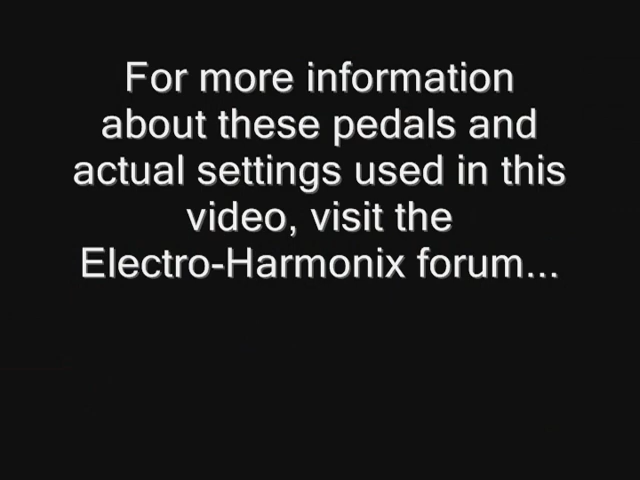 For more information
about these pedals and
actual settings used in this
video, visit the
Electro-Harmonix forum...